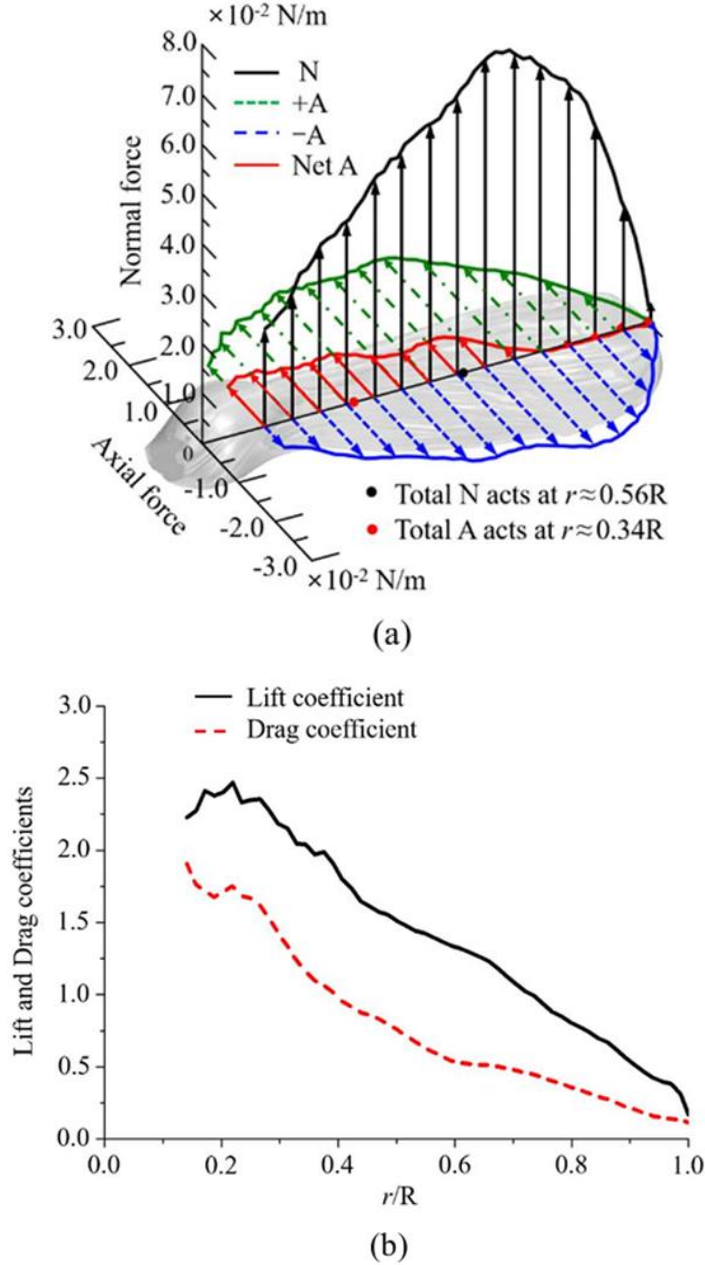 ×10⁻² N/m
8.0
7.0
6.0
5.0
4.0
3.0
2.0
1.0
0
Normal force
N
+A
−A
Net A
3.0
2.0
1.0
-1.0
-2.0
-3.0
×10⁻² N/m
Axial force
Total N acts at r≈0.56R
Total A acts at r≈0.34R
(a)
Lift coefficient
Drag coefficient
3.0
2.5
2.0
1.5
1.0
0.5
0.0
Lift and Drag coefficients
0.0 0.2 0.4 0.6 0.8 1.0
r/R
(b)